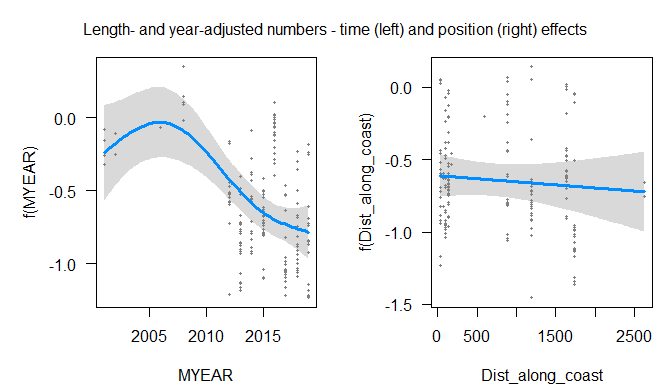 Length- and year-adjusted numbers - time (left) and position (right) effects
f(MYEAR)
0.0
-0.5
-1.0
2005 2010 2015
MYEAR
f(Dist_along_coast)
0.0
-0.5
-1.0
-1.5
0 500 1500 2500
Dist_along_coast